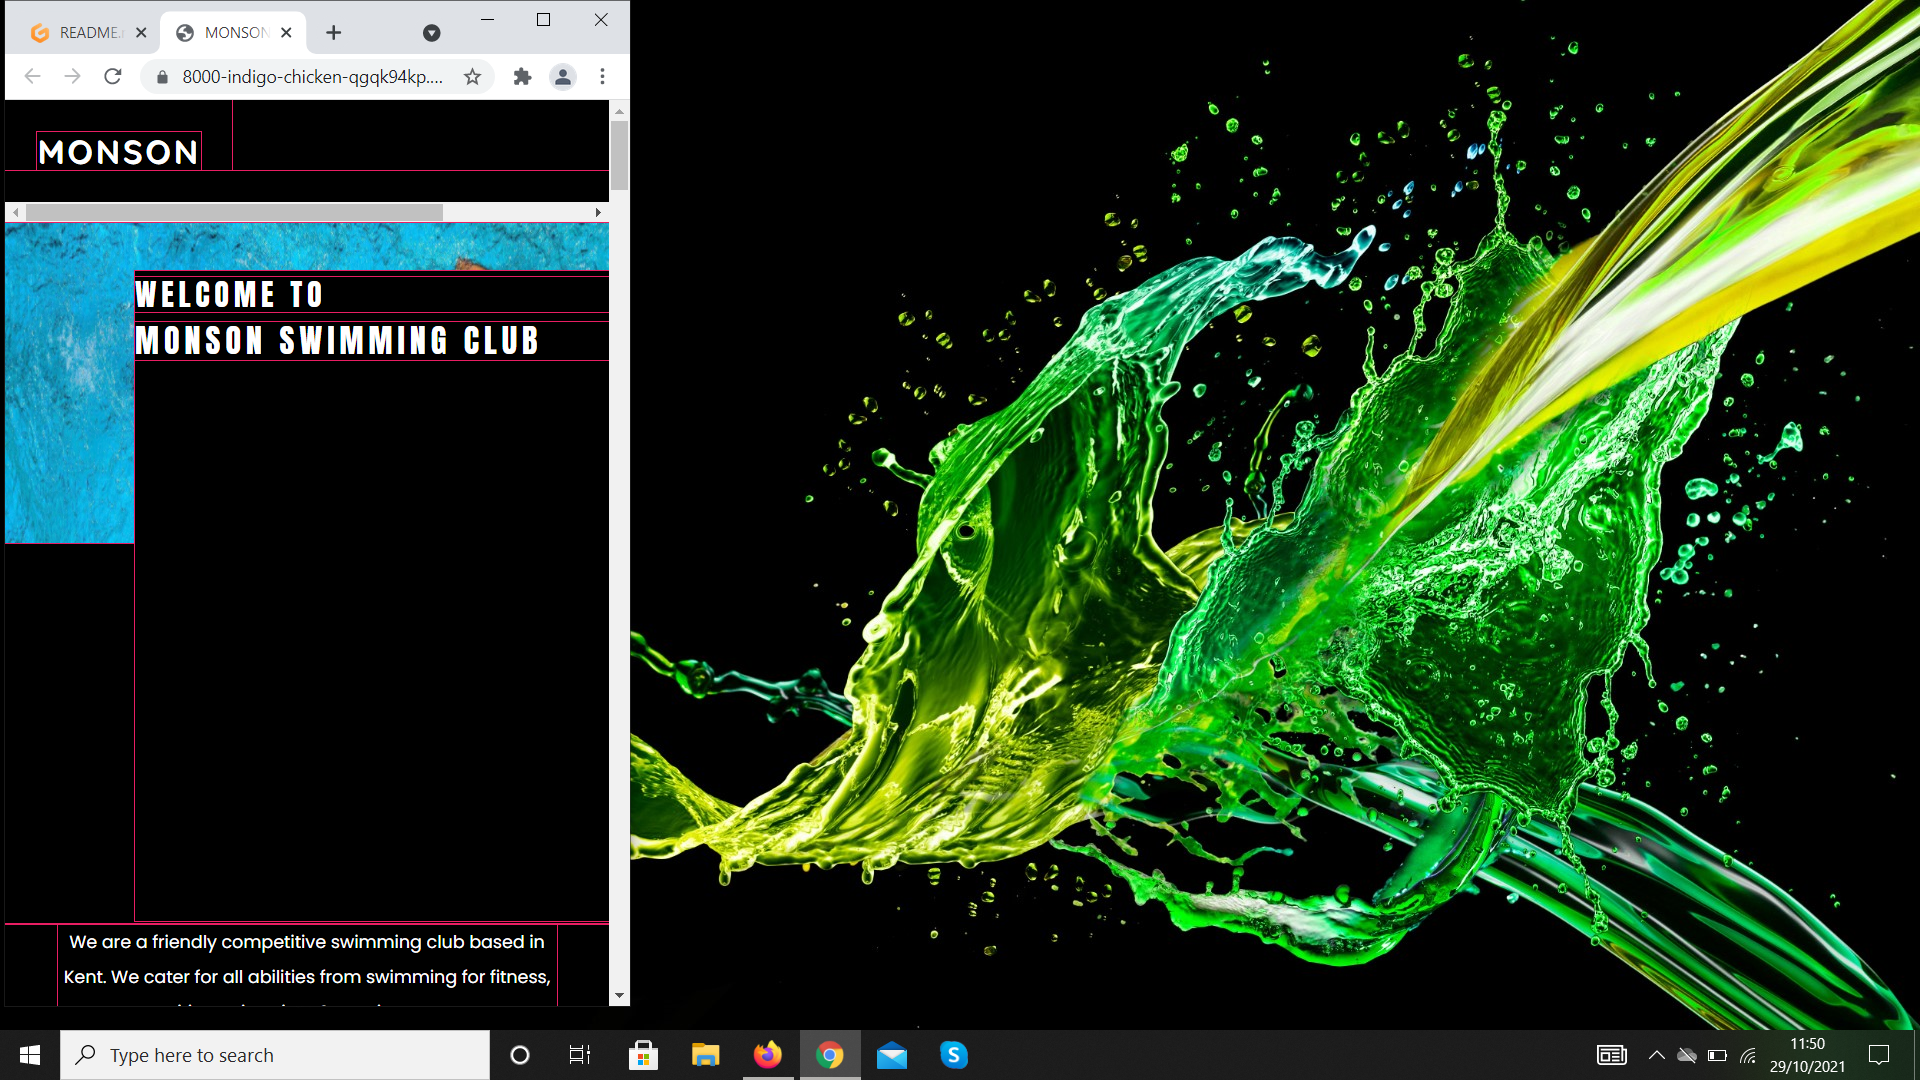 README.
MONSON
8000-indigo-chicken-qgqk94kp....
MONSON
WELCOME TO
MONSON SWIMMING CLUB
We are a friendly competitive swimming club based in
Kent. We cater for all abilities from swimming for fitness,
Type here to search
11:50
29/10/2021